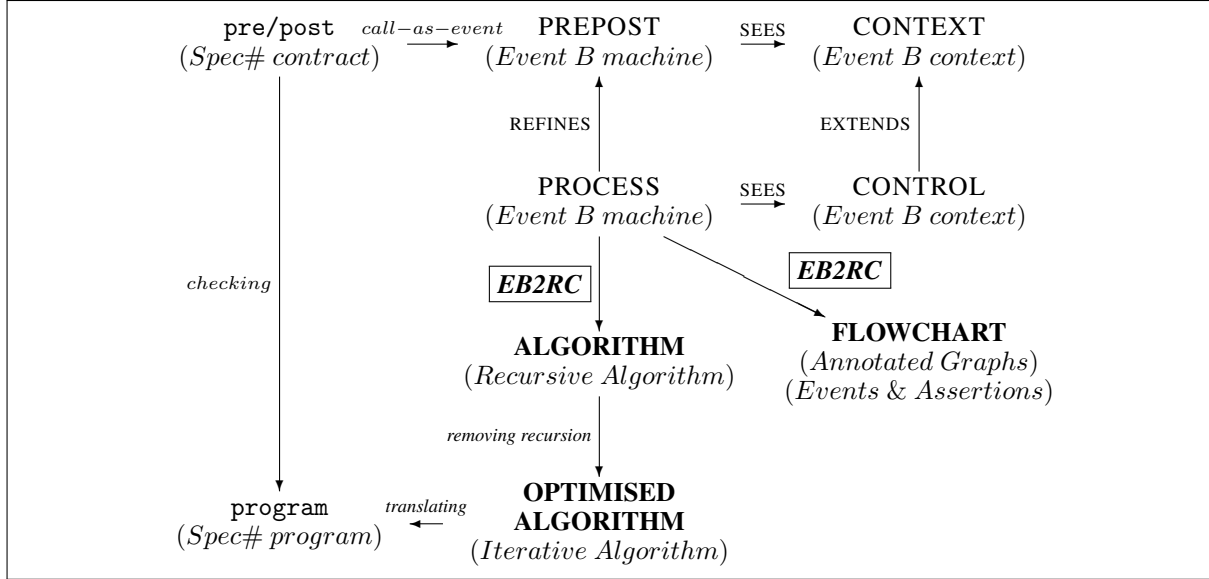 pre/post call−as−event PREPOST SEES CONTEXT
(Spec# contract) (Event B machine) (Event B context)
REFINES EXTENDS
PROCESS SEES CONTROL
(Event B machine) (Event B context)
EB2RC
checking EB2RC
FLOWCHART
ALGORITHM (Annotated Graphs)
(Recursive Algorithm) (Events & Assertions)
removing recursion
program translating OPTIMISED
(Spec# program) ALGORITHM
(Iterative Algorithm)